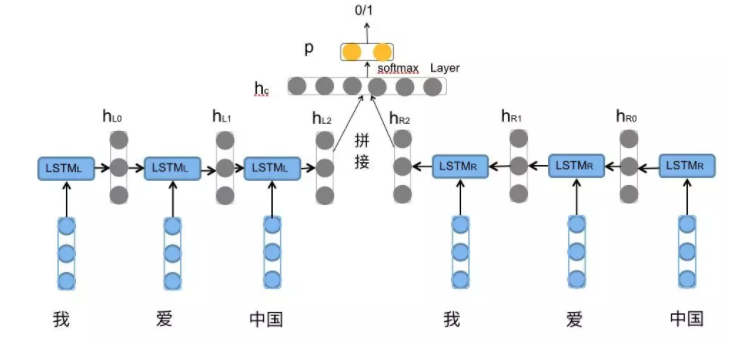 0/1
p
softmax Layer
hc
hL0 hL1 hL2 hR2 hR1 hR0
拼接
LSTML LSTML LSTML LSTMR LSTMR LSTMR
我 爱 中国 我 爱 中国